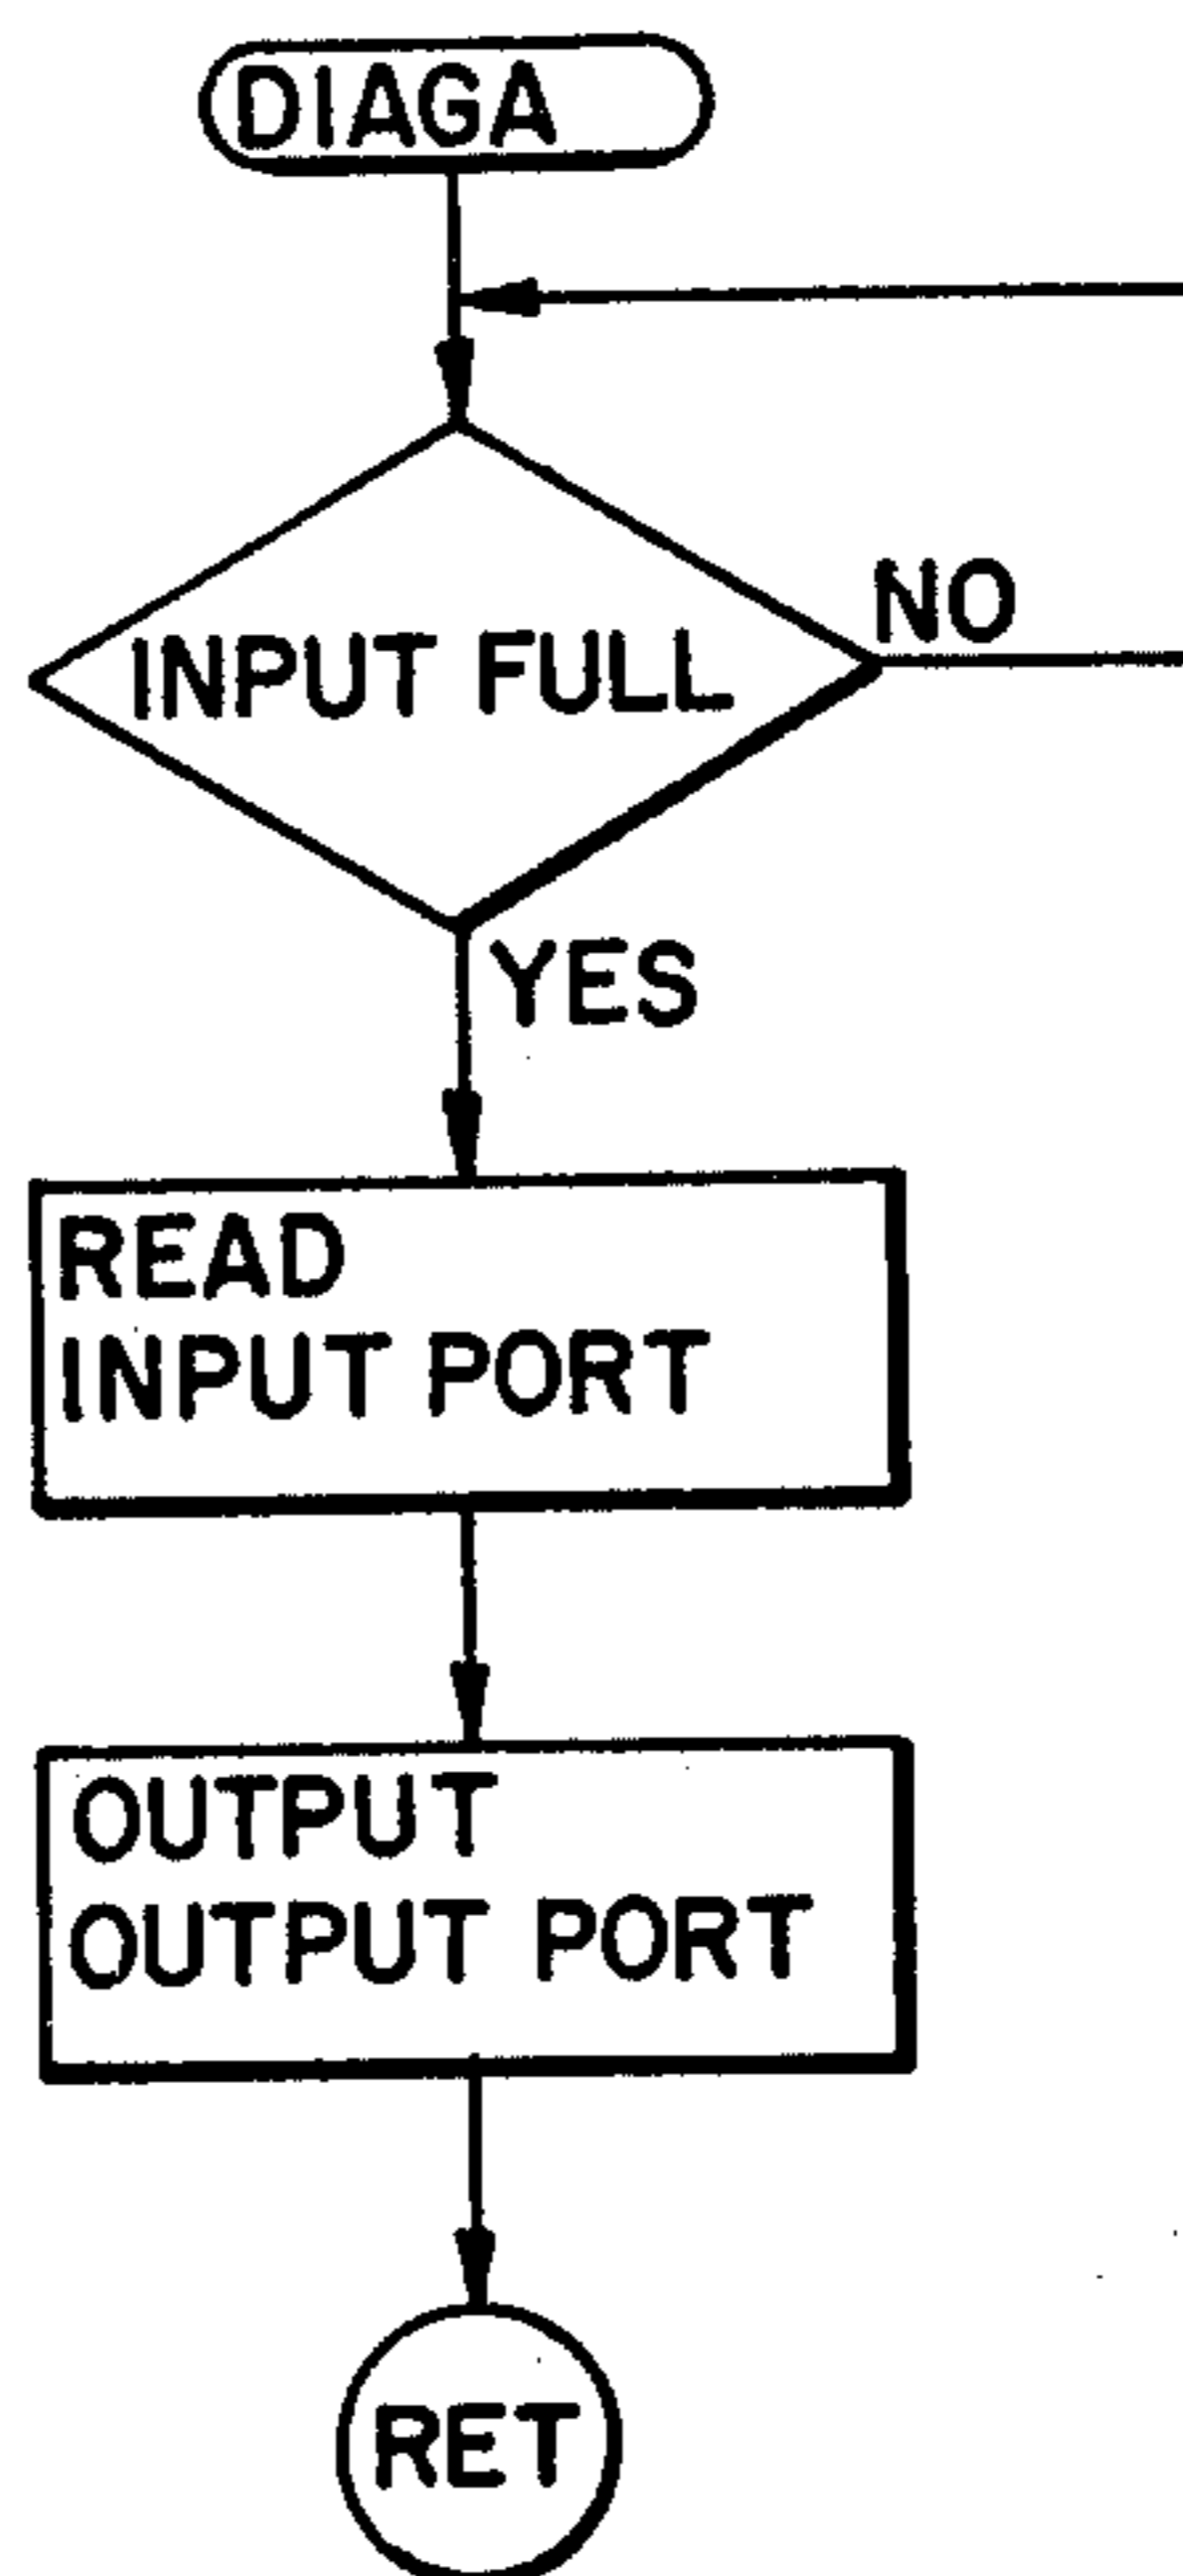 DIAGA
INPUT FULL
NO
YES
READ
INPUT PORT
OUTPUT
OUTPUT PORT
RET